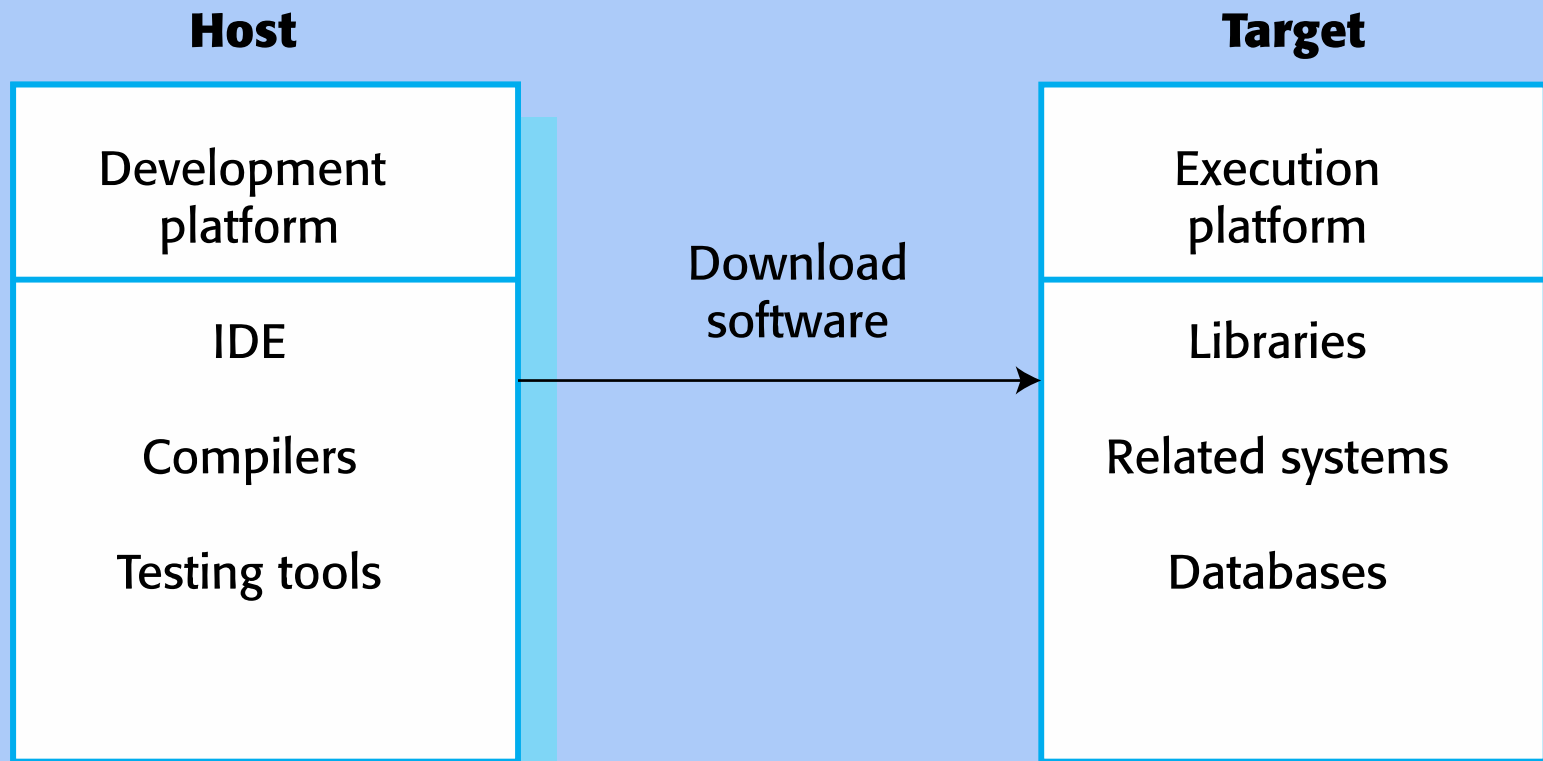 Host
Target
Development
platform
IDE
Compilers
Testing tools
Download
software
Execution
platform
Libraries
Related systems
Databases